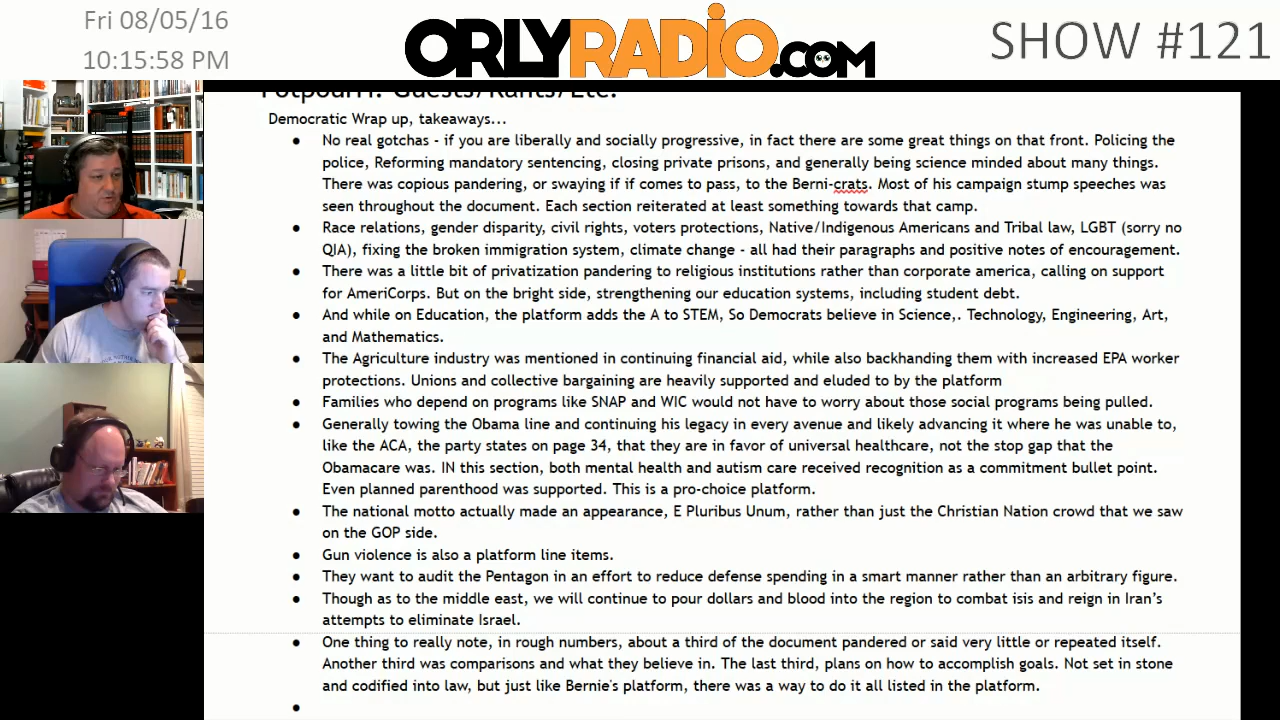 Fri 08/05/16
10:15:58 PM
ORLYRADIO.COM
SHOW #121
Potpourri: Guests/Rants/Etc.
Democratic Wrap up, takeaways...
● No real gotchas - if you are liberally and socially progressive, in fact there are some great things on that front. Policing the
police, Reforming mandatory sentencing, closing private prisons, and generally being science minded about many things.
There was copious pandering, or swaying if if comes to pass, to the Berni-crats. Most of his campaign stump speeches was
seen throughout the document. Each section reiterated at least something towards that camp.
● Race relations, gender disparity, civil rights, voters protections, Native/Indigenous Americans and Tribal law, LGBT (sorry no
QIA), fixing the broken immigration system, climate change - all had their paragraphs and positive notes of encouragement.
● There was a little bit of privatization pandering to religious institutions rather than corporate america, calling on support
for AmeriCorps. But on the bright side, strengthening our education systems, including student debt.
● And while on Education, the platform adds the A to STEM, So Democrats believe in Science,. Technology, Engineering, Art,
and Mathematics.
● The Agriculture industry was mentioned in continuing financial aid, while also backhanding them with increased EPA worker
protections. Unions and collective bargaining are heavily supported and eluded to by the platform
● Families who depend on programs like SNAP and WIC would not have to worry about those social programs being pulled.
● Generally towing the Obama line and continuing his legacy in every avenue and likely advancing it where he was unable to,
like the ACA, the party states on page 34, that they are in favor of universal healthcare, not the stop gap that the
Obamacare was. IN this section, both mental health and autism care received recognition as a commitment bullet point.
Even planned parenthood was supported. This is a pro-choice platform.
● The national motto actually made an appearance, E Pluribus Unum, rather than just the Christian Nation crowd that we saw
on the GOP side.
● Gun violence is also a platform line items.
● They want to audit the Pentagon in an effort to reduce defense spending in a smart manner rather than an arbitrary figure.
● Though as to the middle east, we will continue to pour dollars and blood into the region to combat isis and reign in Iran's
attempts to eliminate Israel.
● One thing to really note, in rough numbers, about a third of the document pandered or said very little or repeated itself.
Another third was comparisons and what they believe in. The last third, plans on how to accomplish goals. Not set in stone
and codified into law, but just like Bernie's platform, there was a way to do it all listed in the platform.
●